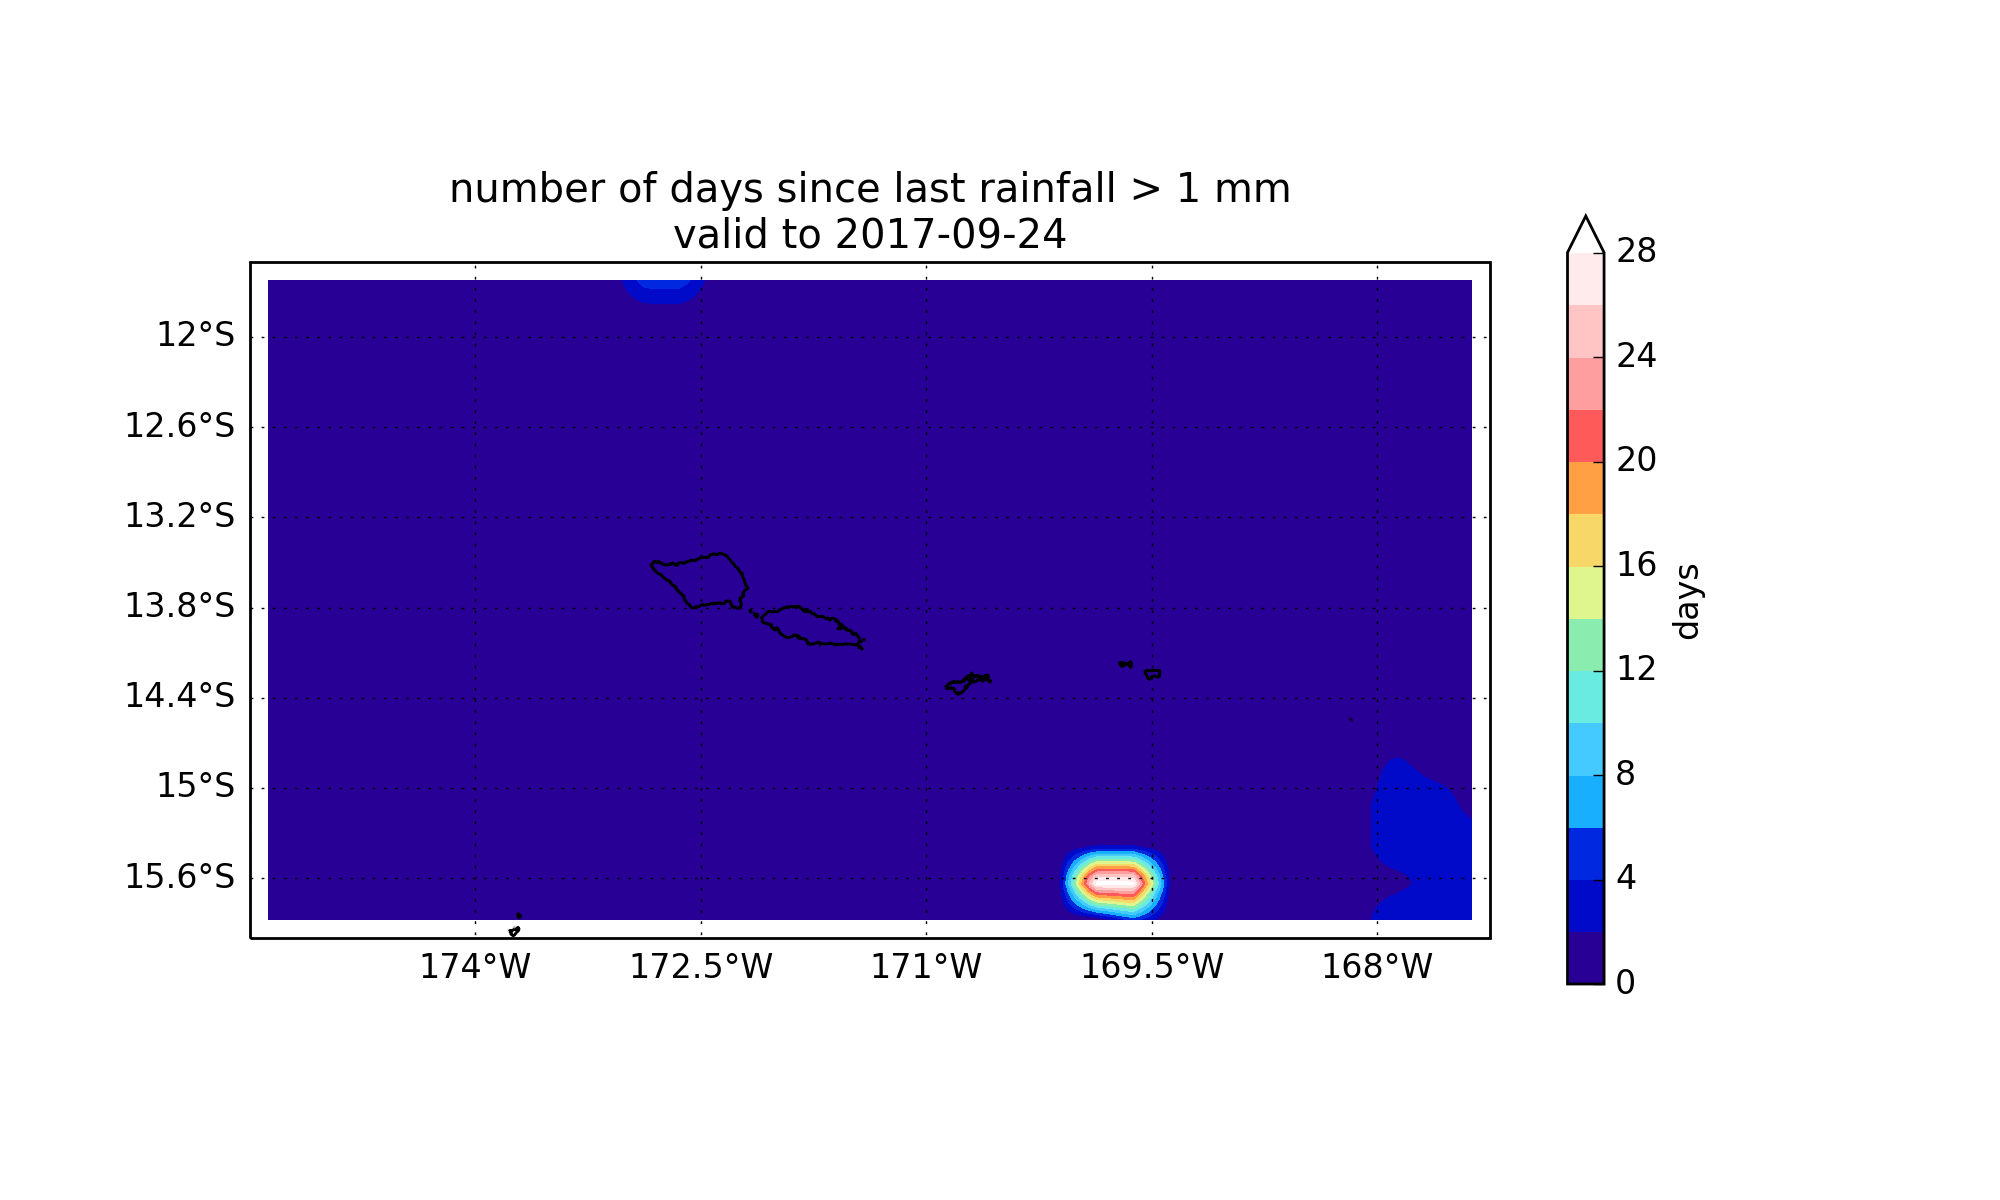 number of days since last rainfall > 1 mm
valid to 2017-09-24
12°S
12.6°S
13.2°S
13.8°S
14.4°S
15°S
15.6°S
174°W
172.5°W
171°W
169.5°W
168°W
28
24
20
16
12
8
4
0
days